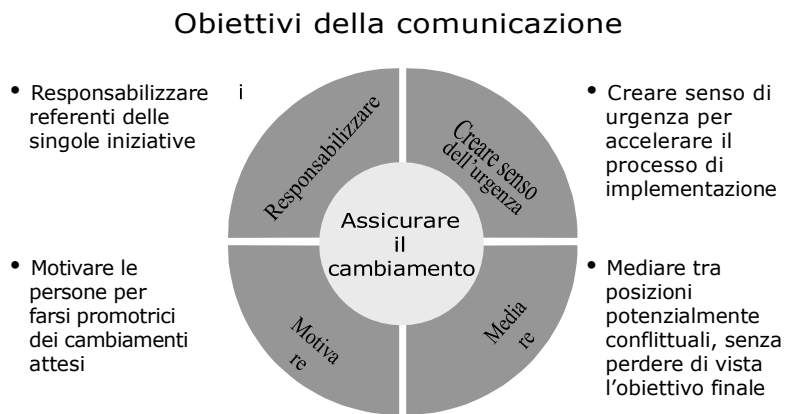 Obiettivi della comunicazione
• Responsabilizzare i
referenti delle
singole iniziative
Responsabilizzare
Creare senso
dell'urgenza
• Creare senso di
urgenza per
accelerare il
processo di
implementazione
Assicurare
il
cambiamento
• Motivare le
persone per
farsi promotrici
dei cambiamenti
attesi
Motiva
re
Media
re
• Mediare tra
posizioni
potenzialmente
conflittuali, senza
perdere di vista
l'obiettivo finale